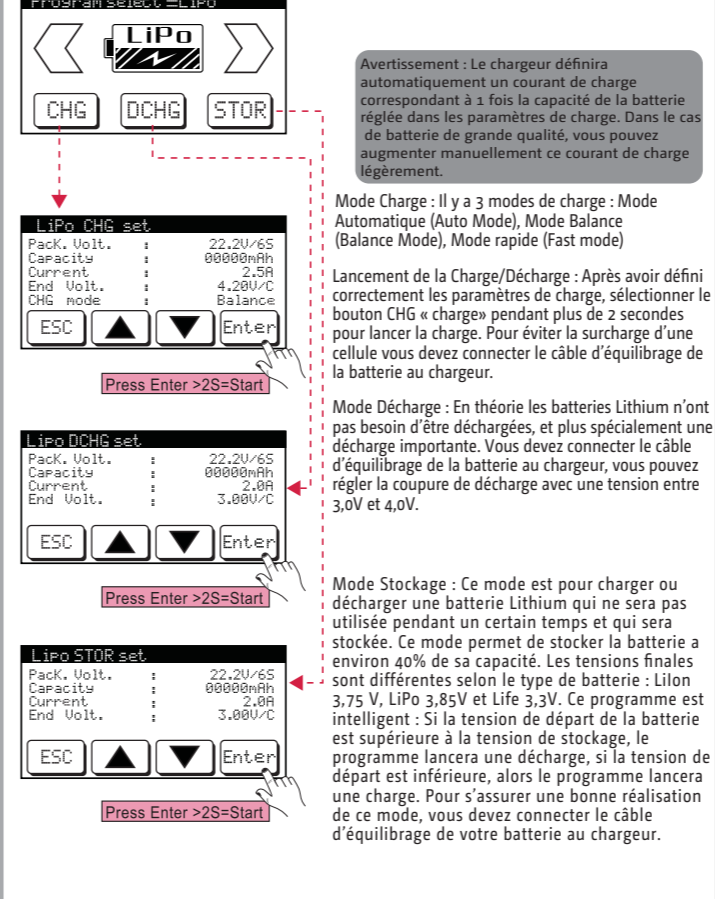 Program select =LiPo
LiPo
CHG DCHG STOR
Avertissement : Le chargeur définira
automatiquement un courant de charge
correspondant à 1 fois la capacité de la batterie
réglée dans les paramètres de charge. Dans le cas
de batterie de grande qualité, vous pouvez
augmenter manuellement ce courant de charge
légèrement.
Mode Charge : Il y a 3 modes de charge : Mode
Automatique (Auto Mode), Mode Balance
(Balance Mode), Mode rapide (Fast mode)
LiPo CHG set
PacK. Volt. : 22.2V/6S
Capacity : 00000mAh
Current : 2.5A
End Volt. : 4.20V/C
CHG mode : Balance
ESC Enter
Press Enter >2S=Start
Lancement de la Charge/Décharge : Après avoir défini
correctement les paramètres de charge, sélectionner le
bouton CHG « charge» pendant plus de 2 secondes
pour lancer la charge. Pour éviter la surcharge d'une
cellule vous devez connecter le câble d'équilibrage de
la batterie au chargeur.
Mode Décharge : En théorie les batteries Lithium n'ont
pas besoin d'être déchargées, et plus spécialement une
décharge importante. Vous devez connecter le câble
d'équilibrage de la batterie au chargeur, vous pouvez
régler la coupure de décharge avec une tension entre
3,0V et 4,0V.
Lipo DCHG set
PacK. Volt. : 22.2V/6S
Capacity : 00000mAh
Current : 2.0A
End Volt. : 3.00V/C
ESC Enter
Press Enter >2S=Start
Mode Stockage : Ce mode est pour charger ou
décharger une batterie Lithium qui ne sera pas
utilisée pendant un certain temps et qui sera
stockée. Ce mode permet de stocker la batterie a
environ 40% de sa capacité. Les tensions finales
sont différentes selon le type de batterie : LiIon
3,75 V, LiPo 3,85V et Life 3,3V. Ce programme est
intelligent : Si la tension de départ de la batterie
est supérieure à la tension de stockage, le
programme lancera une décharge, si la tension de
départ est inférieure, alors le programme lancera
une charge. Pour s'assurer une bonne réalisation
de ce mode, vous devez connecter le câble
d'équilibrage de votre batterie au chargeur.
Lipo STOR set
PacK. Volt. : 22.2V/6S
Capacity : 00000mAh
Current : 2.0A
End Volt. : 3.00V/C
ESC Enter
Press Enter >2S=Start